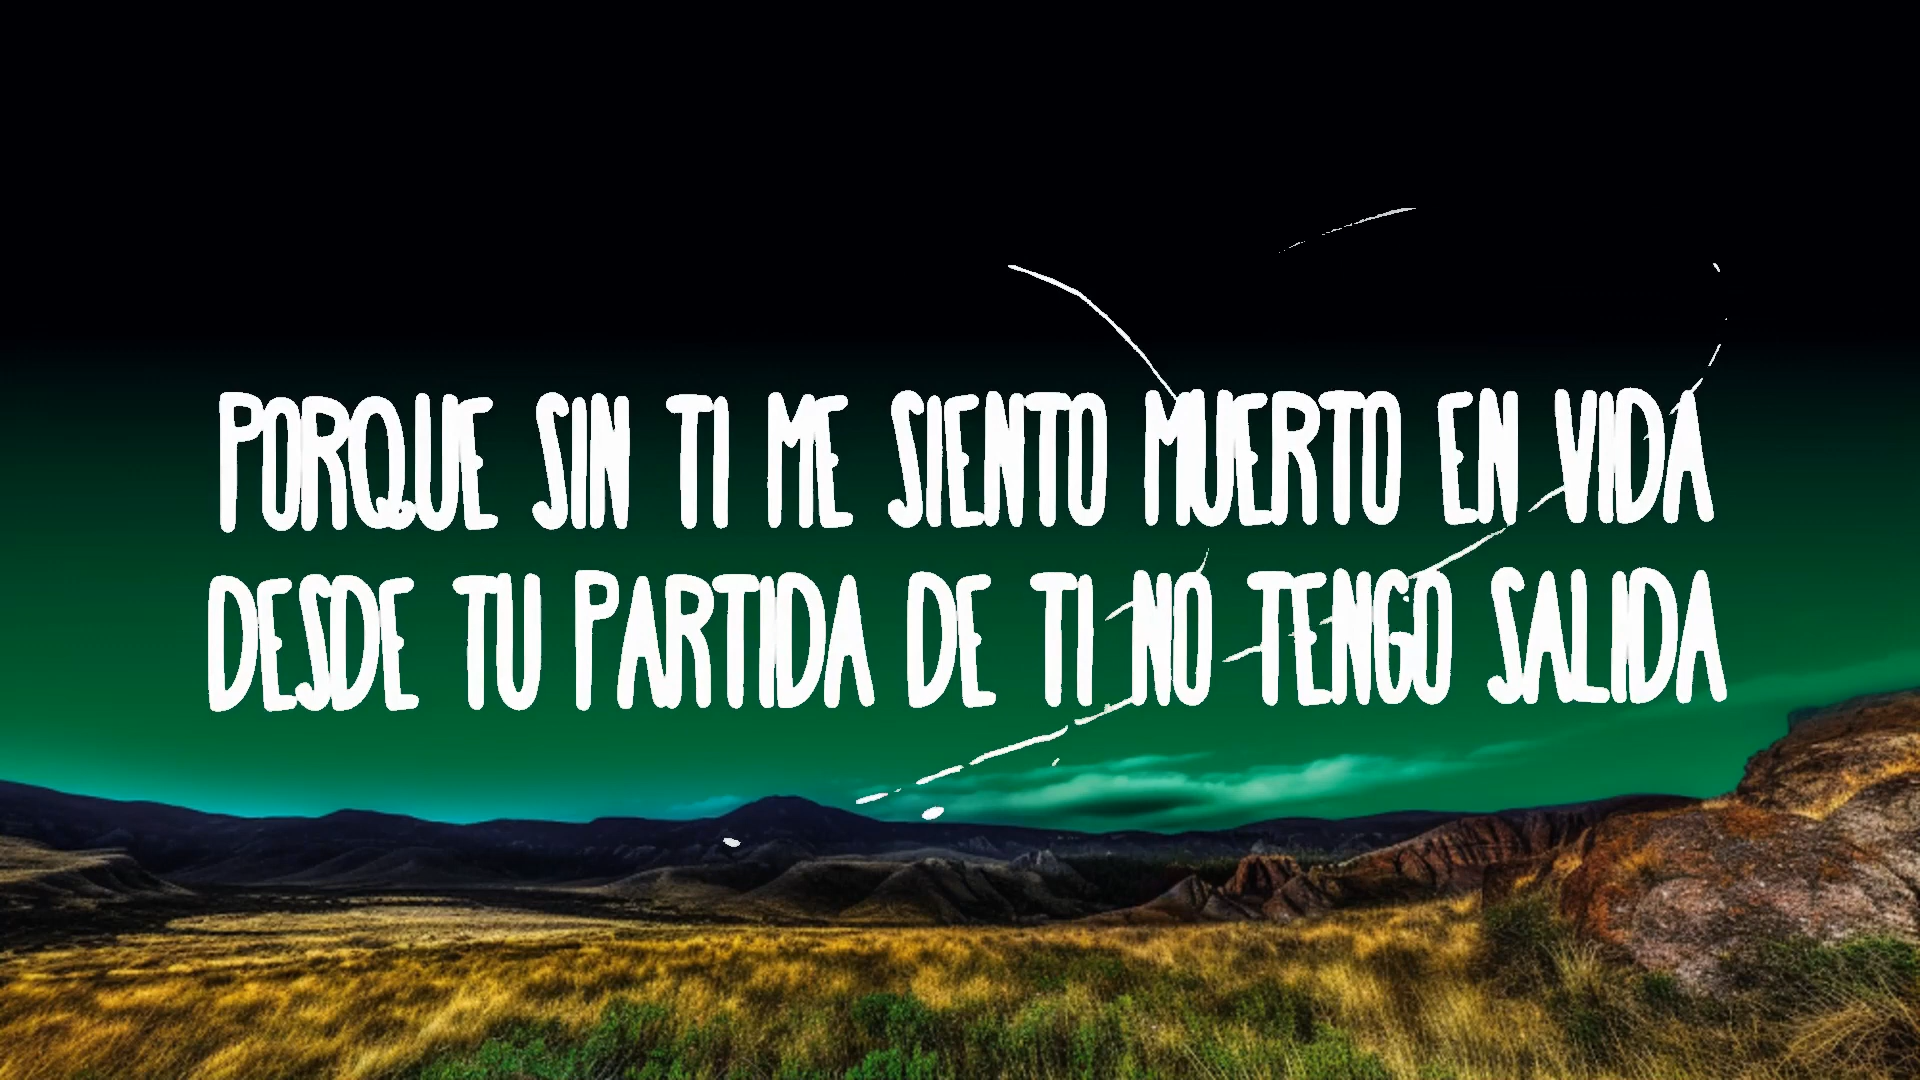 PORQUE SIN TI ME SIENTO MUERTO EN VIDA
DESDE TU PARTIDA DE TI NO TENGO SALIDA